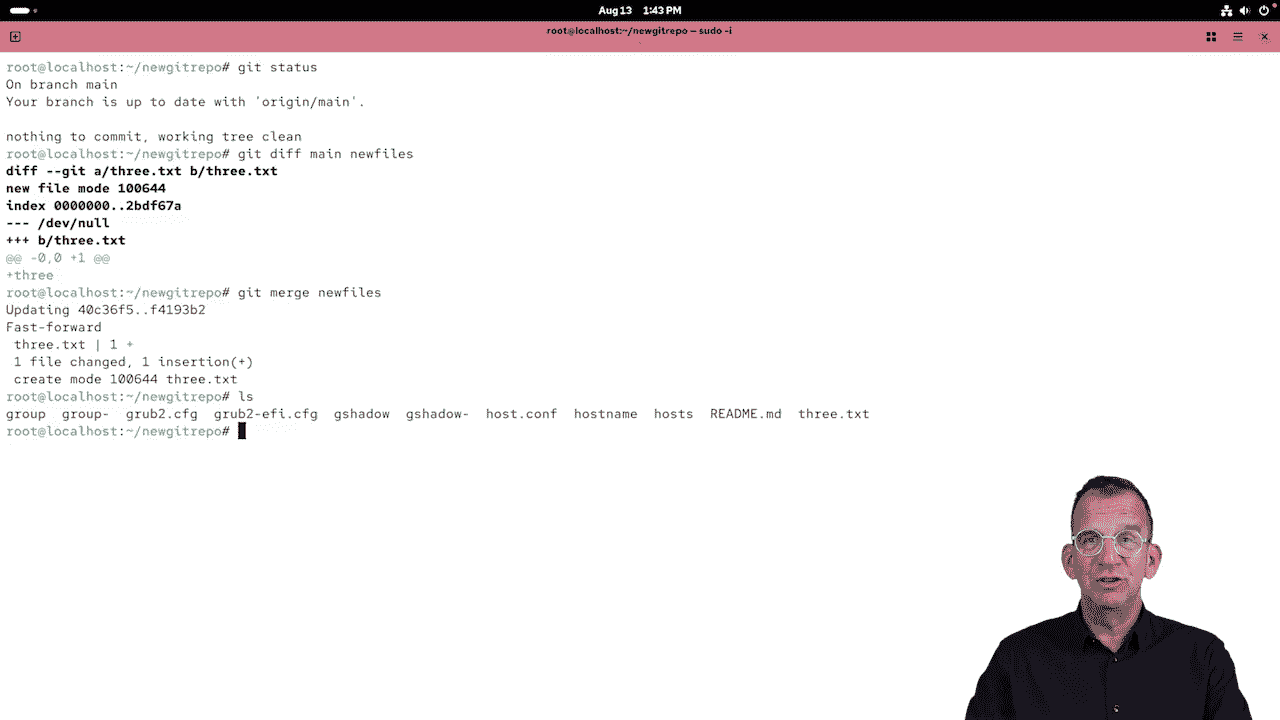 Aug 13 1:43 PM
root@localhost:~/newgitrepo — sudo -i
root@localhost:~/newgitrepo# git status
On branch main
Your branch is up to date with 'origin/main'.
nothing to commit, working tree clean
root@localhost:~/newgitrepo# git diff main newfiles
diff --git a/three.txt b/three.txt
new file mode 100644
index 0000000..2bdf67a
--- /dev/null
+++ b/three.txt
@@ -0,0 +1 @@
+three
root@localhost:~/newgitrepo# git merge newfiles
Updating 40c36f5..f4193b2
Fast-forward
three.txt | 1 +
1 file changed, 1 insertion(+)
create mode 100644 three.txt
root@localhost:~/newgitrepo# ls
group group- grub2.cfg grub2-efi.cfg gshadow gshadow- host.conf hostname hosts README.md three.txt
root@localhost:~/newgitrepo#